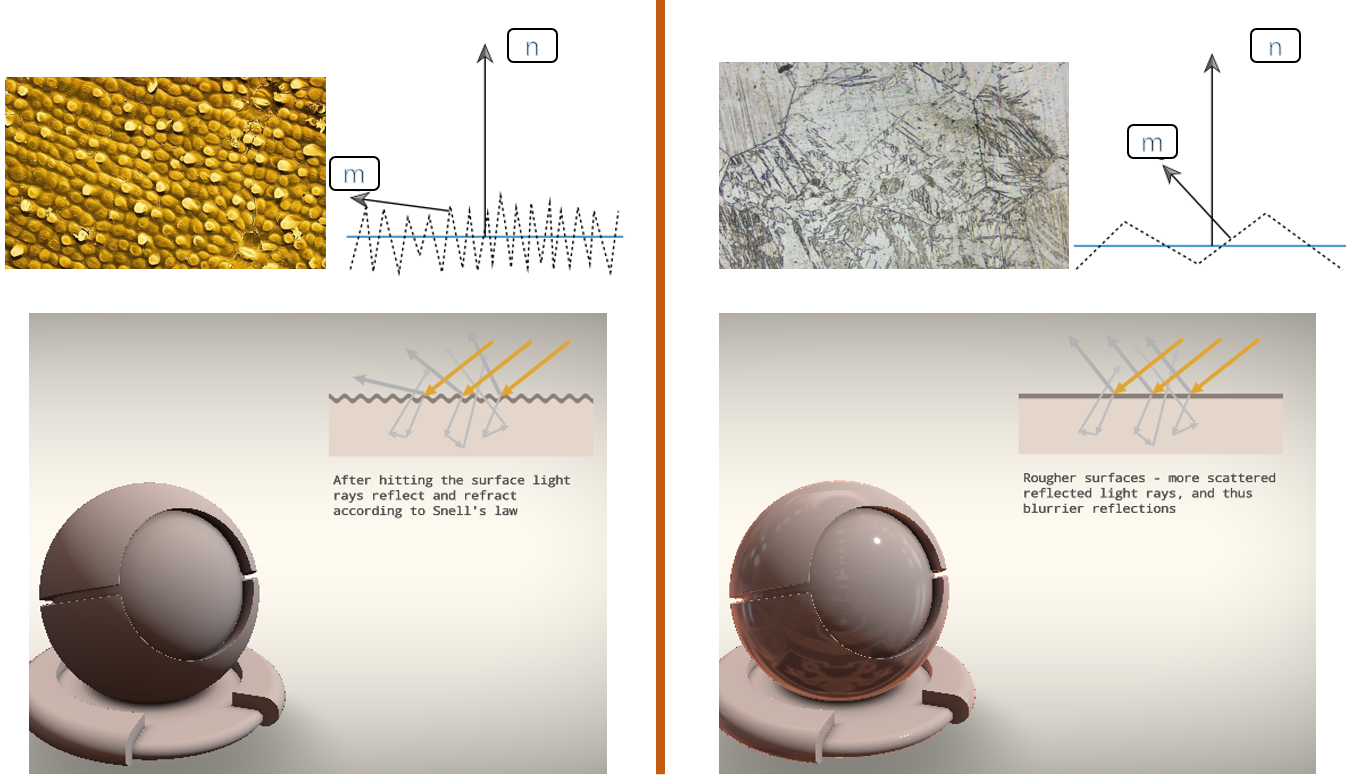 n
m
After hitting the surface light
rays reflect and refract
according to Snell's law
n
m
Rougher surfaces - more scattered
reflected light rays, and thus
blurrier reflections